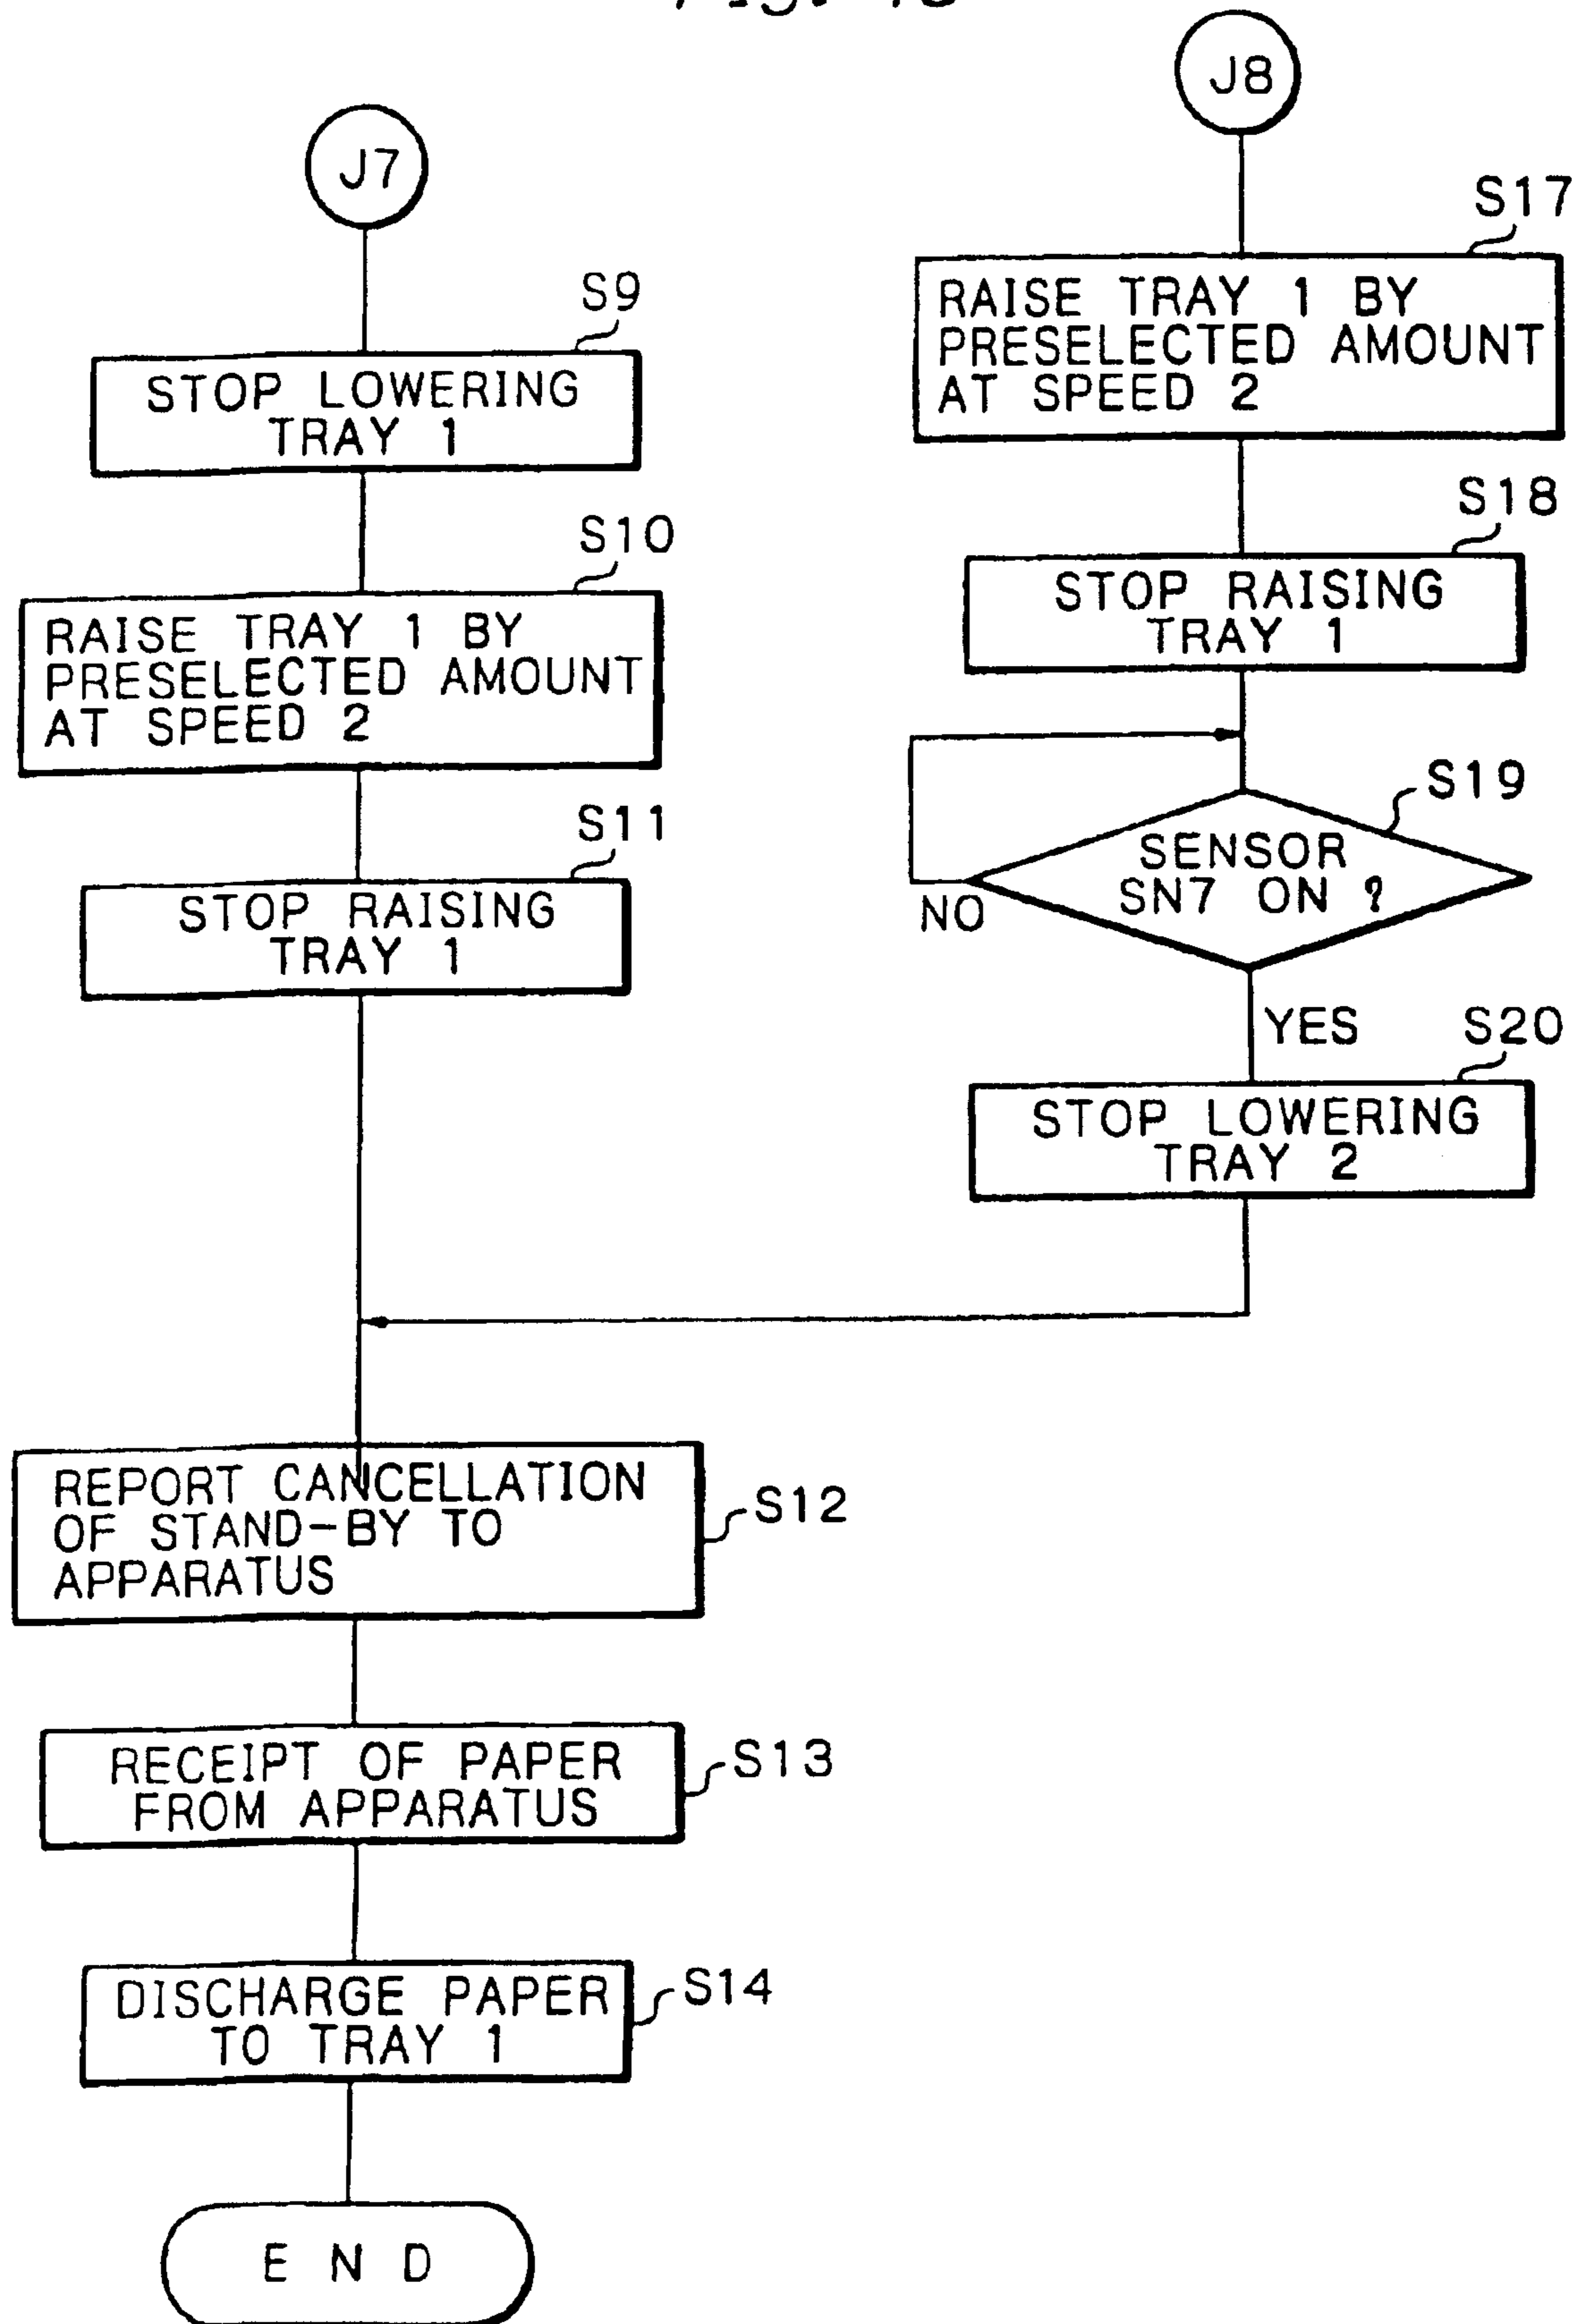 J7
S9
STOP LOWERING
TRAY 1
S10
RAISE TRAY 1 BY
PRESELECTED AMOUNT
AT SPEED 2
S11
STOP RAISING
TRAY 1
J8
S17
RAISE TRAY 1 BY
PRESELECTED AMOUNT
AT SPEED 2
S18
STOP RAISING
TRAY 1
S19
SENSOR
SN7 ON ?
NO
YES
S20
STOP LOWERING
TRAY 2
REPORT CANCELLATION
OF STAND-BY TO
APPARATUS
S12
RECEIPT OF PAPER
FROM APPARATUS
S13
DISCHARGE PAPER
TO TRAY 1
S14
END